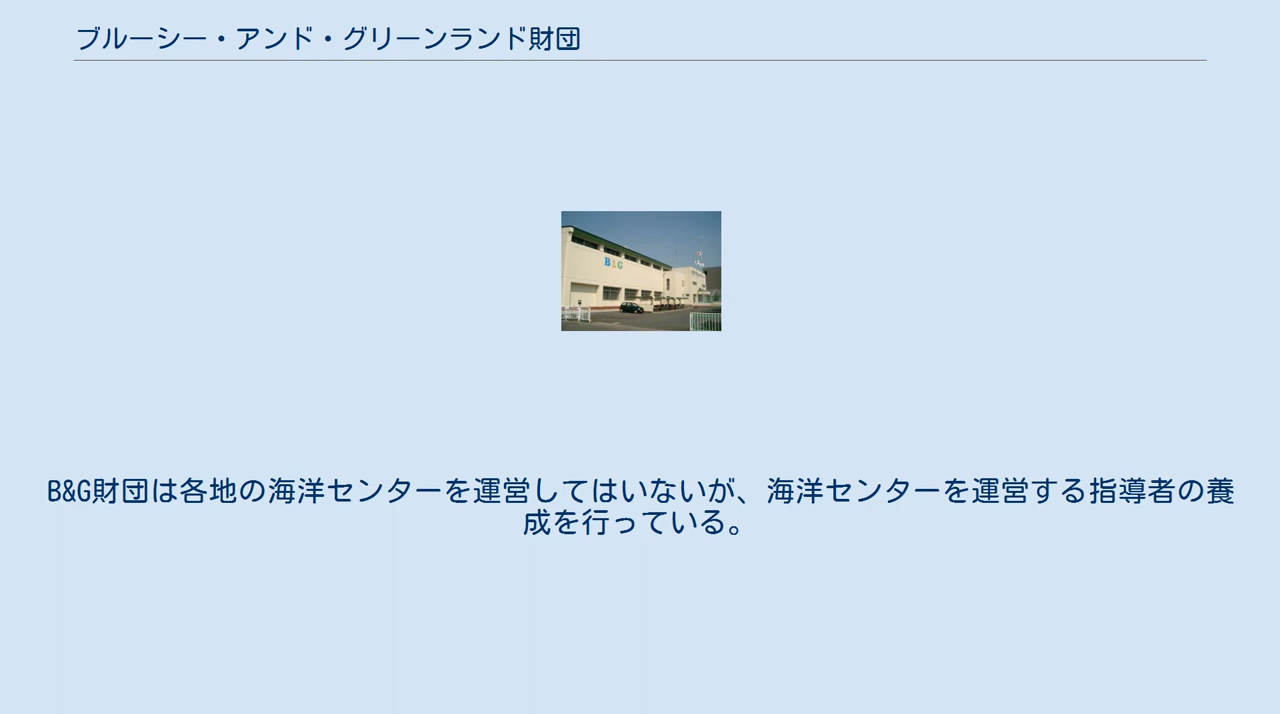 ブルーシー・アンド・グリーンランド財団
B&G
B&G財団は各地の海洋センターを運営してはいないが、海洋センターを運営する指導者の養
成を行っている。